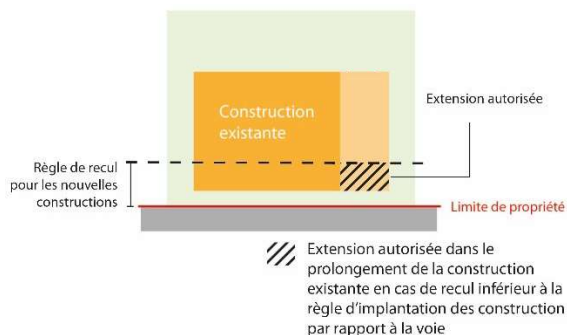 Construction
existante
Extension autorisée
Règle de recul
pour les nouvelles
constructions
Limite de propriété
Extension autorisée dans le
prolongement de la construction
existante en cas de recul inférieur à la
règle d'implantation des construction
par rapport à la voie